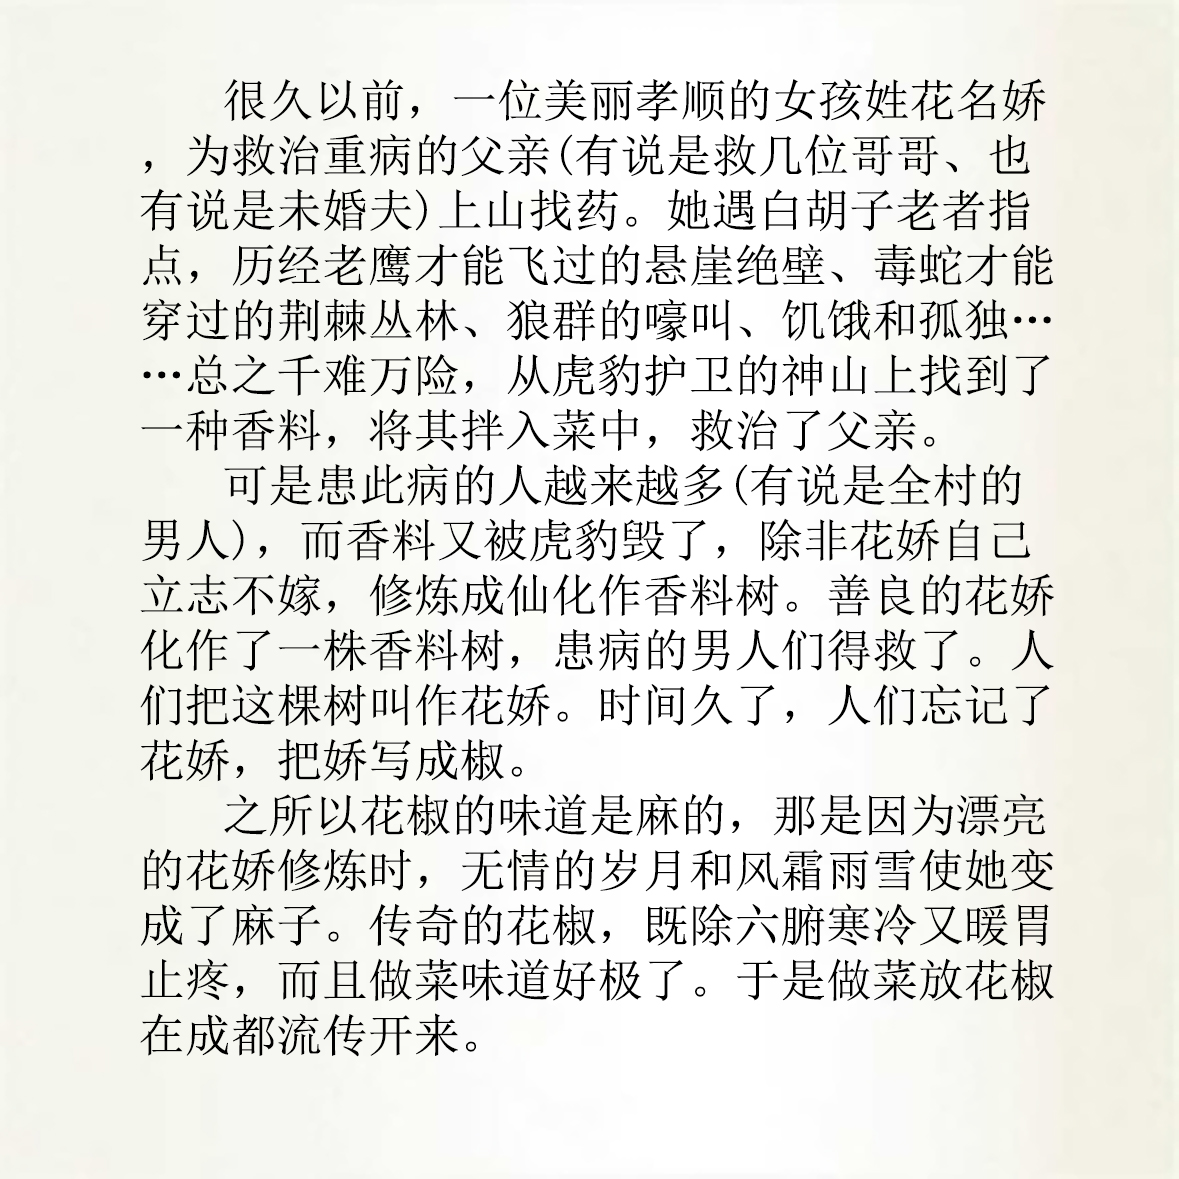 很久以前，一位美丽孝顺的女孩姓花名娇
，为救治重病的父亲(有说是救几位哥哥、也
有说是未婚夫)上山找药。她遇白胡子老者指
点，历经老鹰才能飞过的悬崖绝壁、毒蛇才能
穿过的荆棘丛林、狼群的嚎叫、饥饿和孤独…
…总之千难万险，从虎豹护卫的神山上找到了
一种香料，将其拌入菜中，救治了父亲。
可是患此病的人越来越多(有说是全村的
男人)，而香料又被虎豹毁了，除非花娇自己
立志不嫁，修炼成仙化作香料树。善良的花娇
化作了一株香料树，患病的男人们得救了。人
们把这棵树叫作花娇。时间久了，人们忘记了
花娇，把娇写成椒。
之所以花椒的味道是麻的，那是因为漂亮
的花娇修炼时，无情的岁月和风霜雨雪使她变
成了麻子。传奇的花椒，既除六腑寒冷又暖胃
止疼，而且做菜味道好极了。于是做菜放花椒
在成都流传开来。